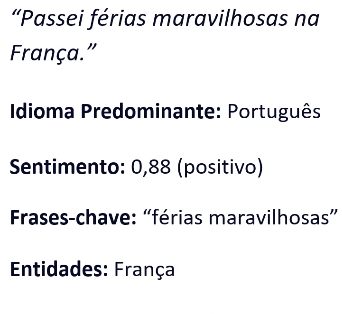 “Passei férias maravilhosas na
França.”
Idioma Predominante: Português
Sentimento: 0,88 (positivo)
Frases-chave: “férias maravilhosas”
Entidades: França